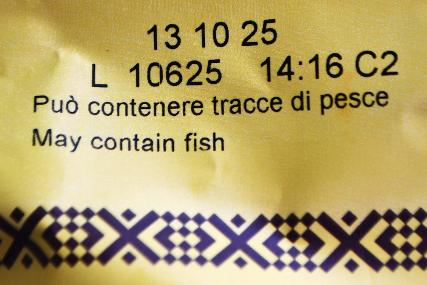 13 10 25
L 10625 14:16 C2
Può contenere tracce di pesce
May contain fish